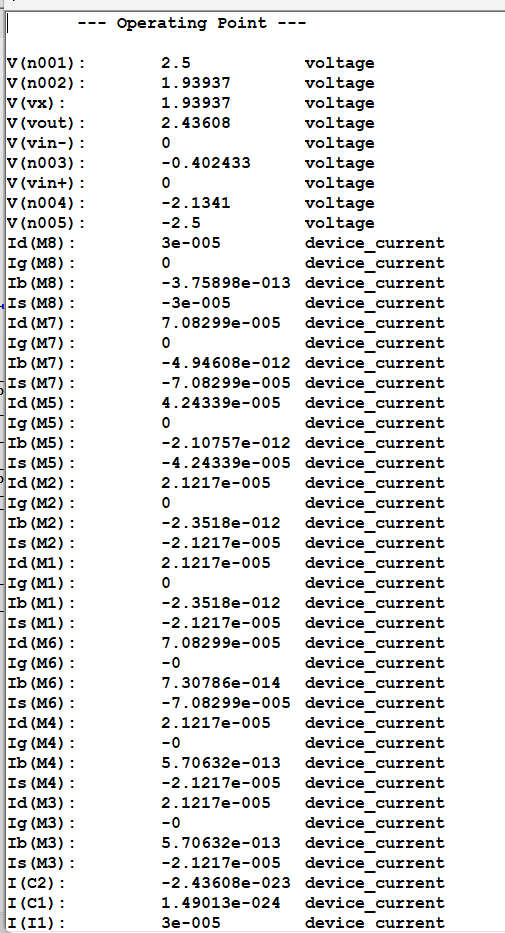 --- Operating Point ---
V(n001): 2.5 voltage
V(n002): 1.93937 voltage
V(vx): 1.93937 voltage
V(vout): 2.43608 voltage
V(vin-): 0 voltage
V(n003): -0.402433 voltage
V(vin+): 0 voltage
V(n004): -2.1341 voltage
V(n005): -2.5 voltage
Id(M8): 3e-005 device_current
Ig(M8): 0 device_current
Ib(M8): -3.75898e-013 device_current
Is(M8): -3e-005 device_current
Id(M7): 7.08299e-005 device_current
Ig(M7): 0 device_current
Ib(M7): -4.94608e-012 device_current
Is(M7): -7.08299e-005 device_current
Id(M5): 4.24339e-005 device_current
Ig(M5): 0 device_current
Ib(M5): -2.10757e-012 device_current
Is(M5): -4.24339e-005 device_current
Id(M2): 2.1217e-005 device_current
Ig(M2): 0 device_current
Ib(M2): -2.3518e-012 device_current
Is(M2): -2.1217e-005 device_current
Id(M1): 2.1217e-005 device_current
Ig(M1): 0 device_current
Ib(M1): -2.3518e-012 device_current
Is(M1): -2.1217e-005 device_current
Id(M6): 7.08299e-005 device_current
Ig(M6): -0 device_current
Ib(M6): 7.30786e-014 device_current
Is(M6): -7.08299e-005 device_current
Id(M4): 2.1217e-005 device_current
Ig(M4): -0 device_current
Ib(M4): 5.70632e-013 device_current
Is(M4): -2.1217e-005 device_current
Id(M3): 2.1217e-005 device_current
Ig(M3): -0 device_current
Ib(M3): 5.70632e-013 device_current
Is(M3): -2.1217e-005 device_current
I(C2): -2.43608e-023 device_current
I(C1): 1.49013e-024 device_current
I(I1): 3e-005 device_current